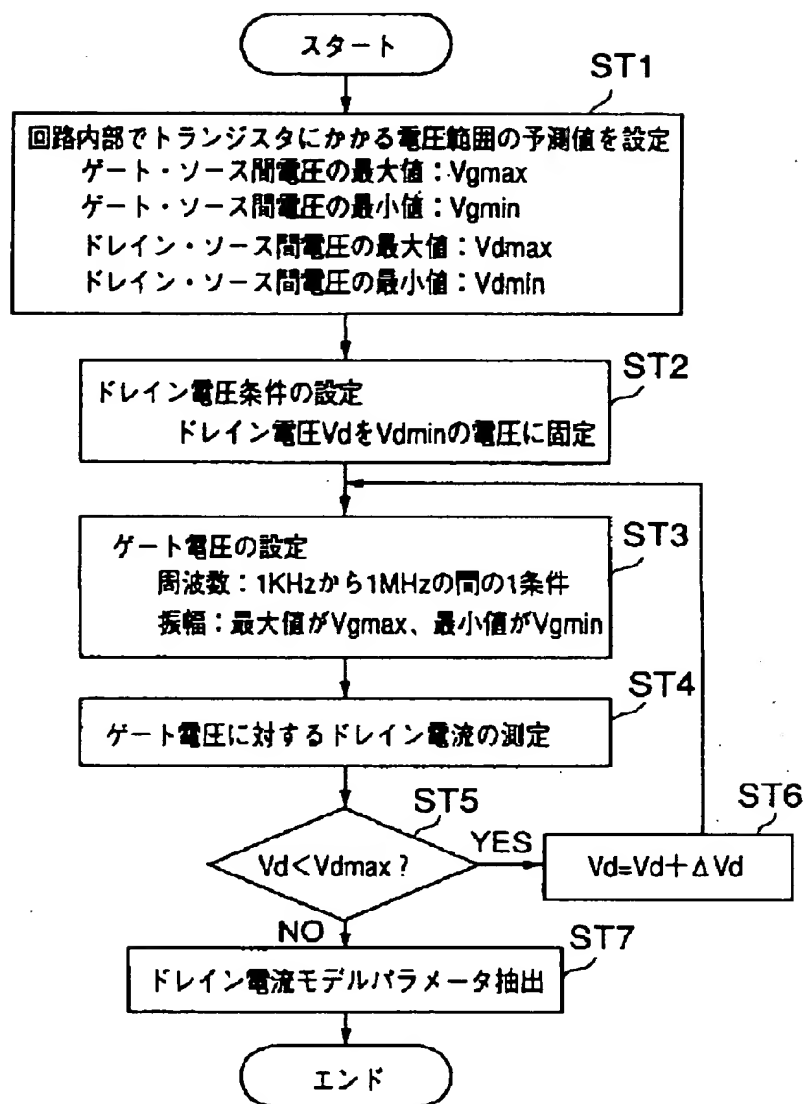 スタート
ST1
回路内部でトランジスタにかかる電圧範囲の予測値を設定
ゲート・ソース間電圧の最大値：Vgmax
ゲート・ソース間電圧の最小値：Vgmin
ドレイン・ソース間電圧の最大値：Vdmax
ドレイン・ソース間電圧の最小値：Vdmin
ST2
ドレイン電圧条件の設定
ドレイン電圧VdをVdminの電圧に固定
ST3
ゲート電圧の設定
周波数：1KHzから1MHzの間の1条件
振幅：最大値がVgmax、最小値がVgmin
ST4
ゲート電圧に対するドレイン電流の測定
ST5
Vd＜Vdmax？
YES
ST6
Vd=Vd＋ΔVd
NO
ST7
ドレイン電流モデルパラメータ抽出
エンド